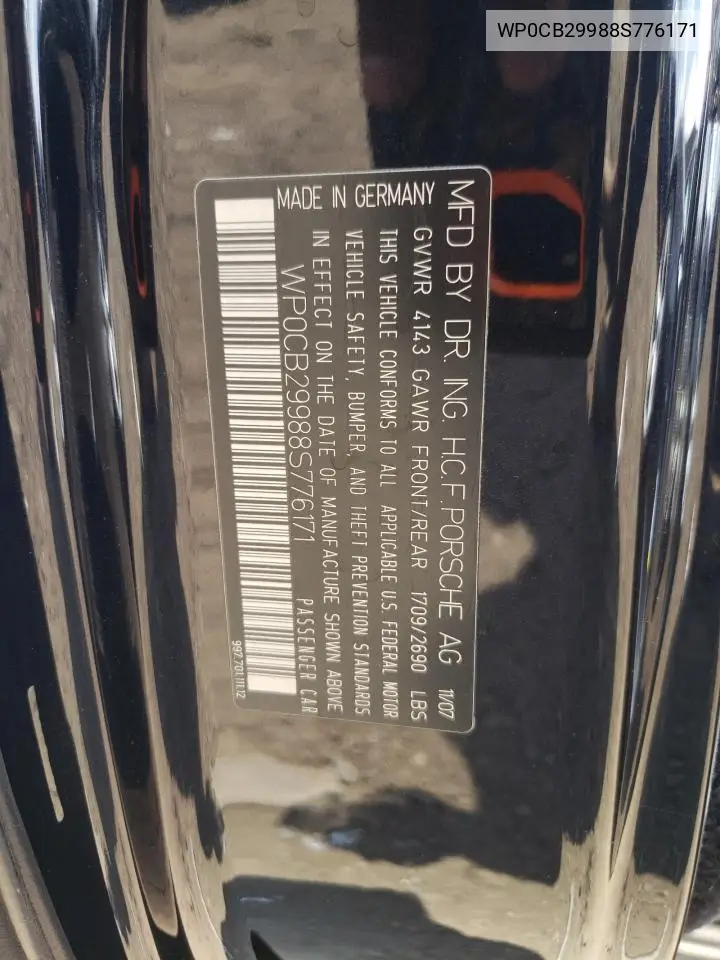 WP0CB29988S776171
MFD BY DR. ING. H.C.F.PORSCHE AG 11/07
GVWR 4143 GAWR FRONT/REAR 1709/2690 LBS
THIS VEHICLE CONFORMS TO ALL APPLICABLE U.S. FEDERAL MOTOR
VEHICLE SAFETY, BUMPER, AND THEFT PREVENTION STANDARDS
IN EFFECT ON THE DATE OF MANUFACTURE SHOWN ABOVE
WP0CB29988S776171 PASSENGER CAR
MADE IN GERMANY
997.701.111.12